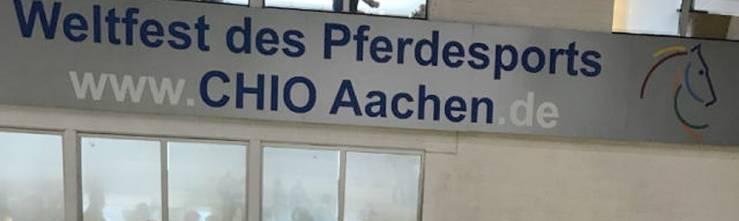 Weltfest des Pferdesports
www.CHIO Aachen.de